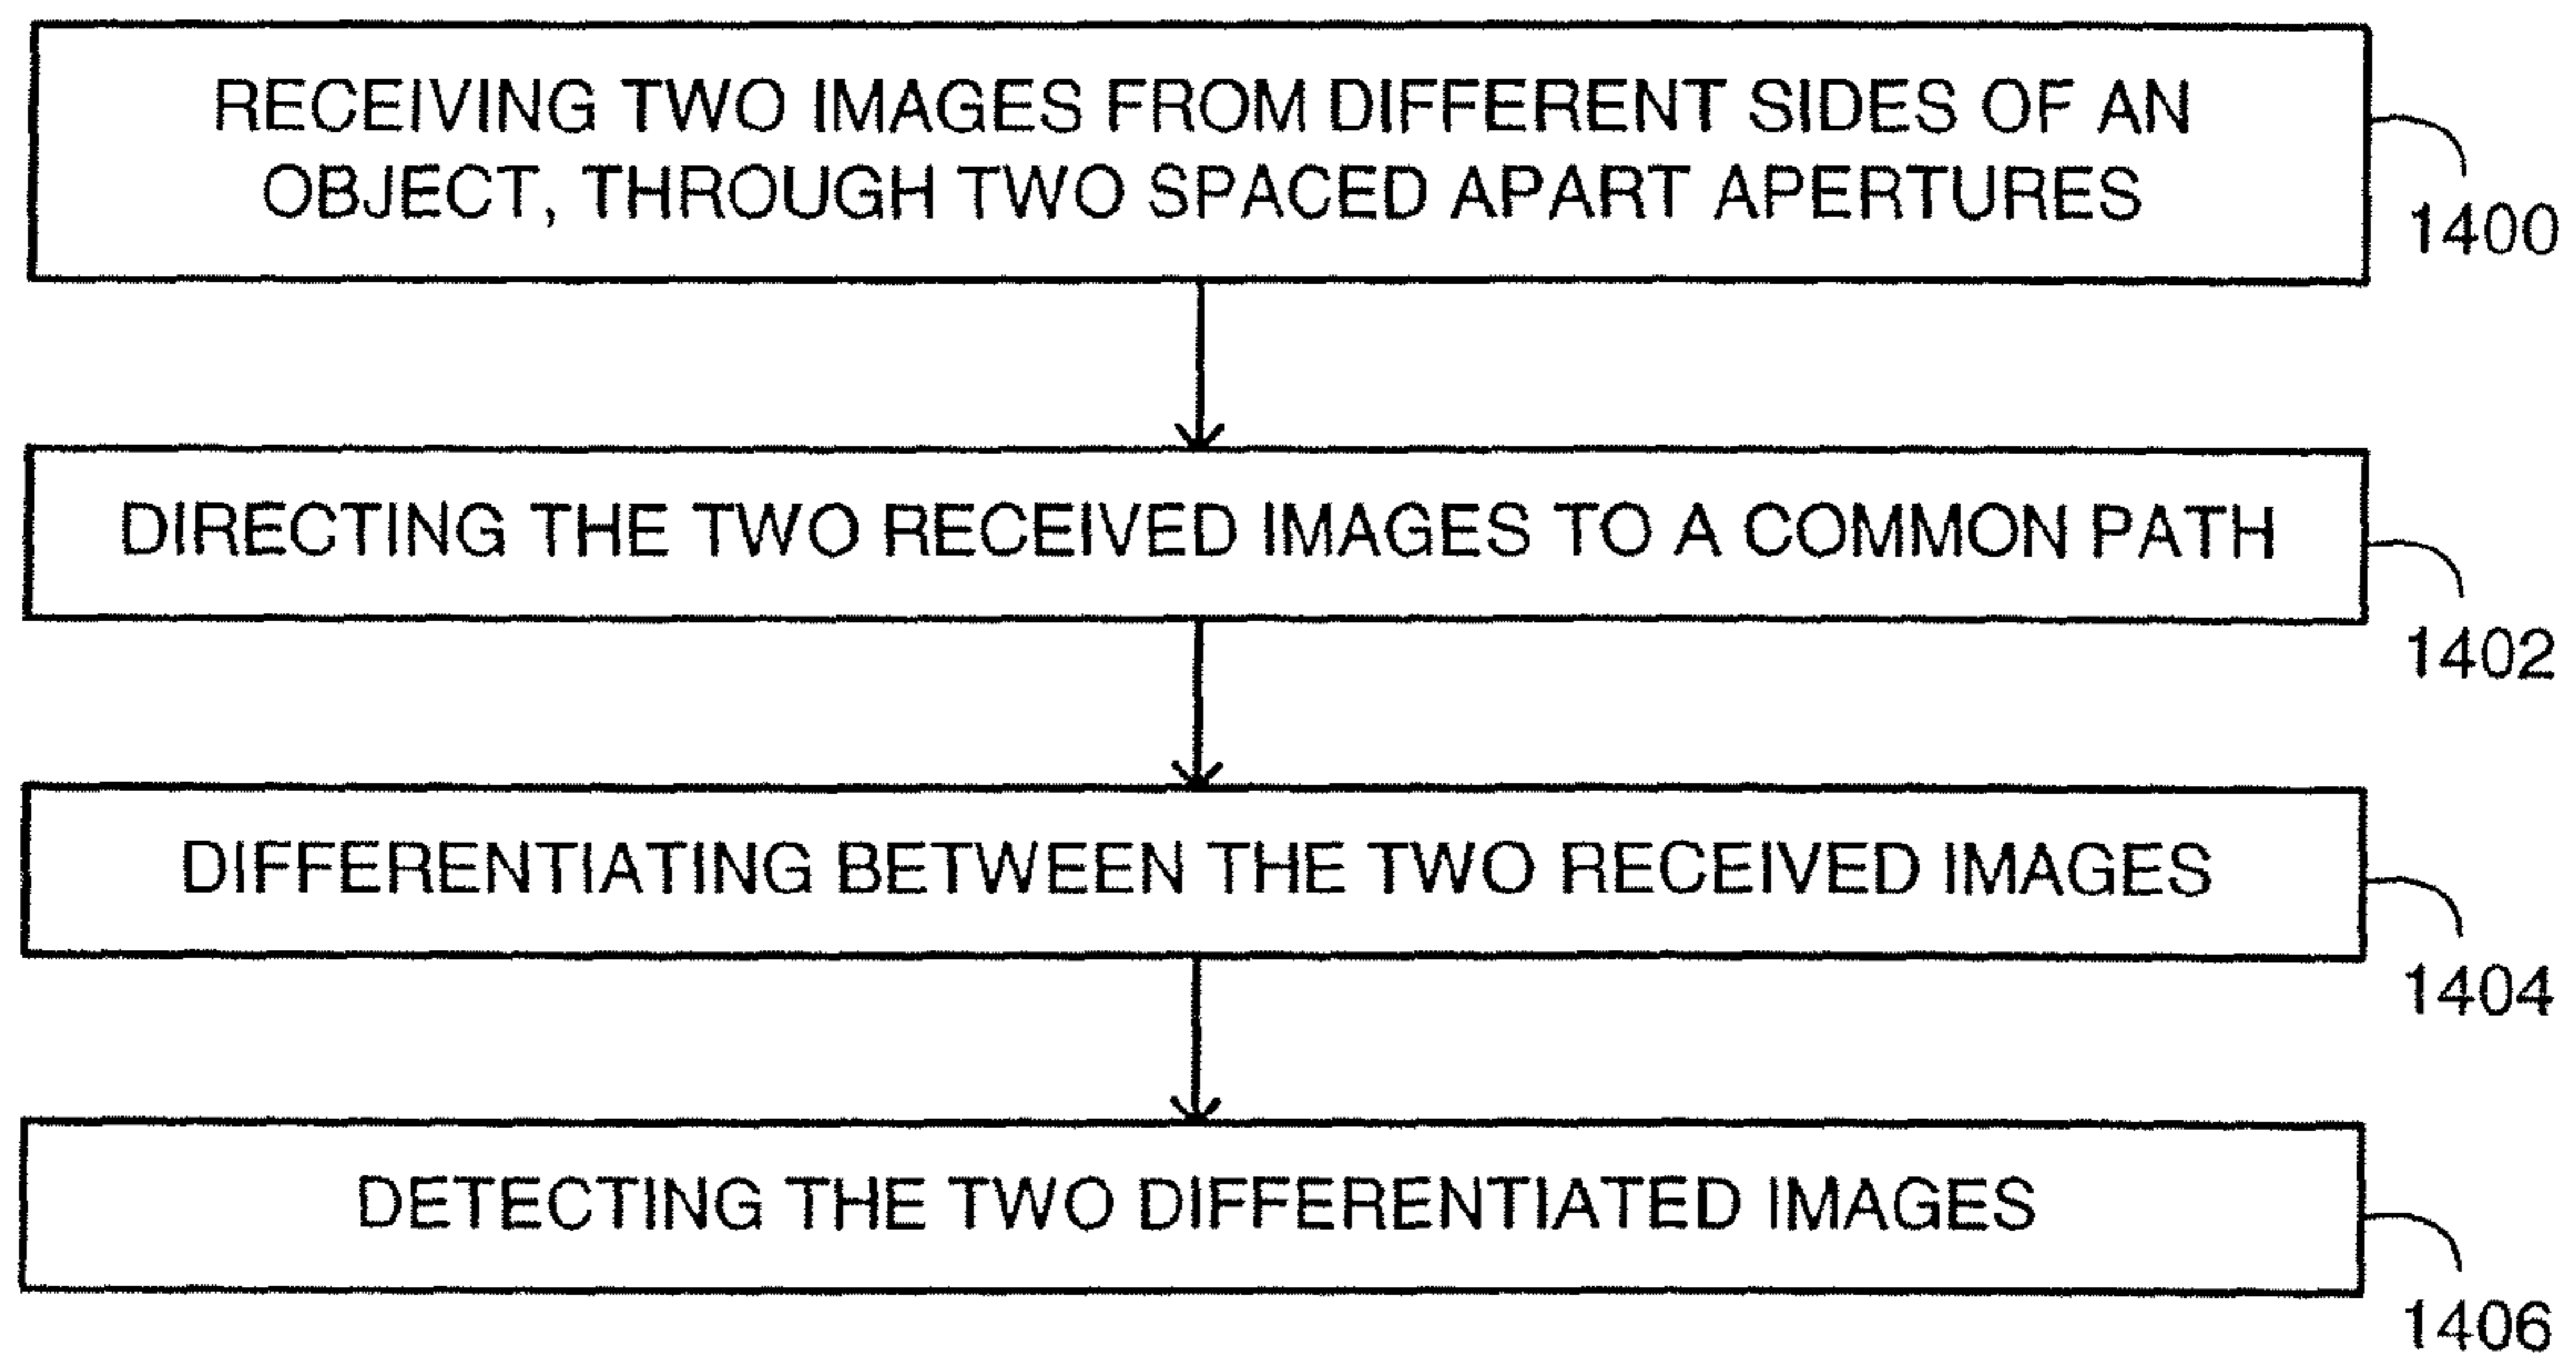 RECEIVING TWO IMAGES FROM DIFFERENT SIDES OF AN
OBJECT, THROUGH TWO SPACED APART APERTURES
1400
DIRECTING THE TWO RECEIVED IMAGES TO A COMMON PATH
1402
DIFFERENTIATING BETWEEN THE TWO RECEIVED IMAGES
1404
DETECTING THE TWO DIFFERENTIATED IMAGES
1406